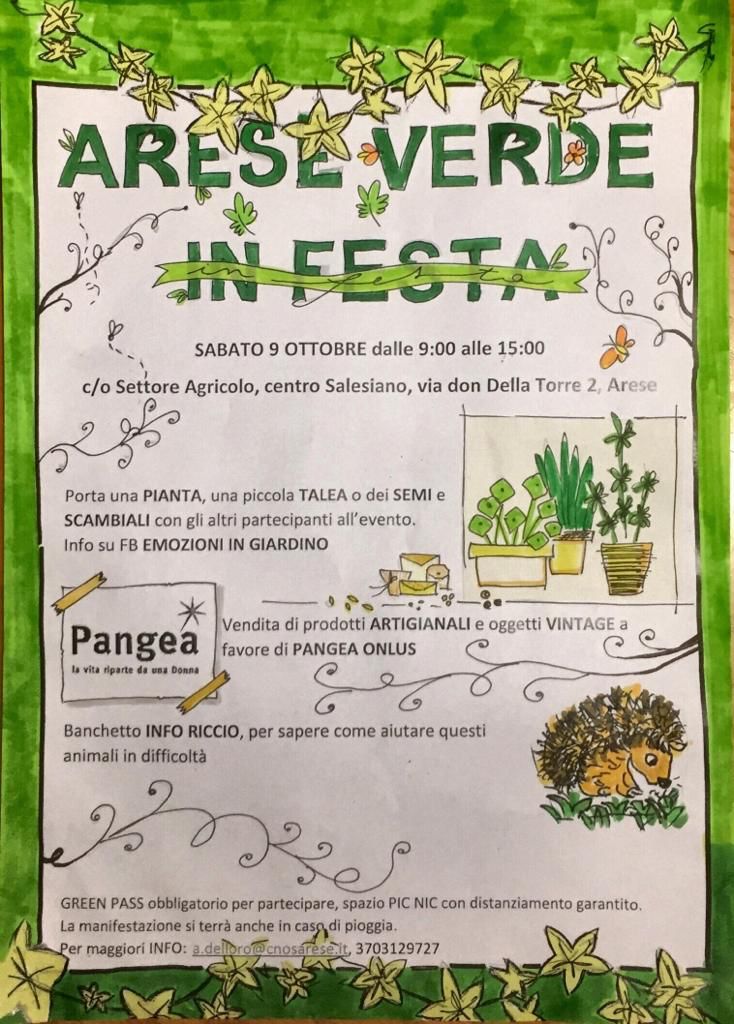 ARESE VERDE
IN FESTA
in festa
SABATO 9 OTTOBRE dalle 9:00 alle 15:00
c/o Settore Agricolo, centro Salesiano, via don Della Torre 2, Arese
Porta una PIANTA, una piccola TALEA o dei SEMI e
SCAMBIALI con gli altri partecipanti all'evento.
Info su FB EMOZIONI IN GIARDINO
Pangea
la vita riparte da una Donna
Vendita di prodotti ARTIGIANALI e oggetti VINTAGE a
favore di PANGEA ONLUS
Banchetto INFO RICCIO, per sapere come aiutare questi
animali in difficoltà
GREEN PASS obbligatorio per partecipare, spazio PIC NIC con distanziamento garantito.
La manifestazione si terrà anche in caso di pioggia.
Per maggiori INFO: a.delloro@cnosarese.it, 3703129727